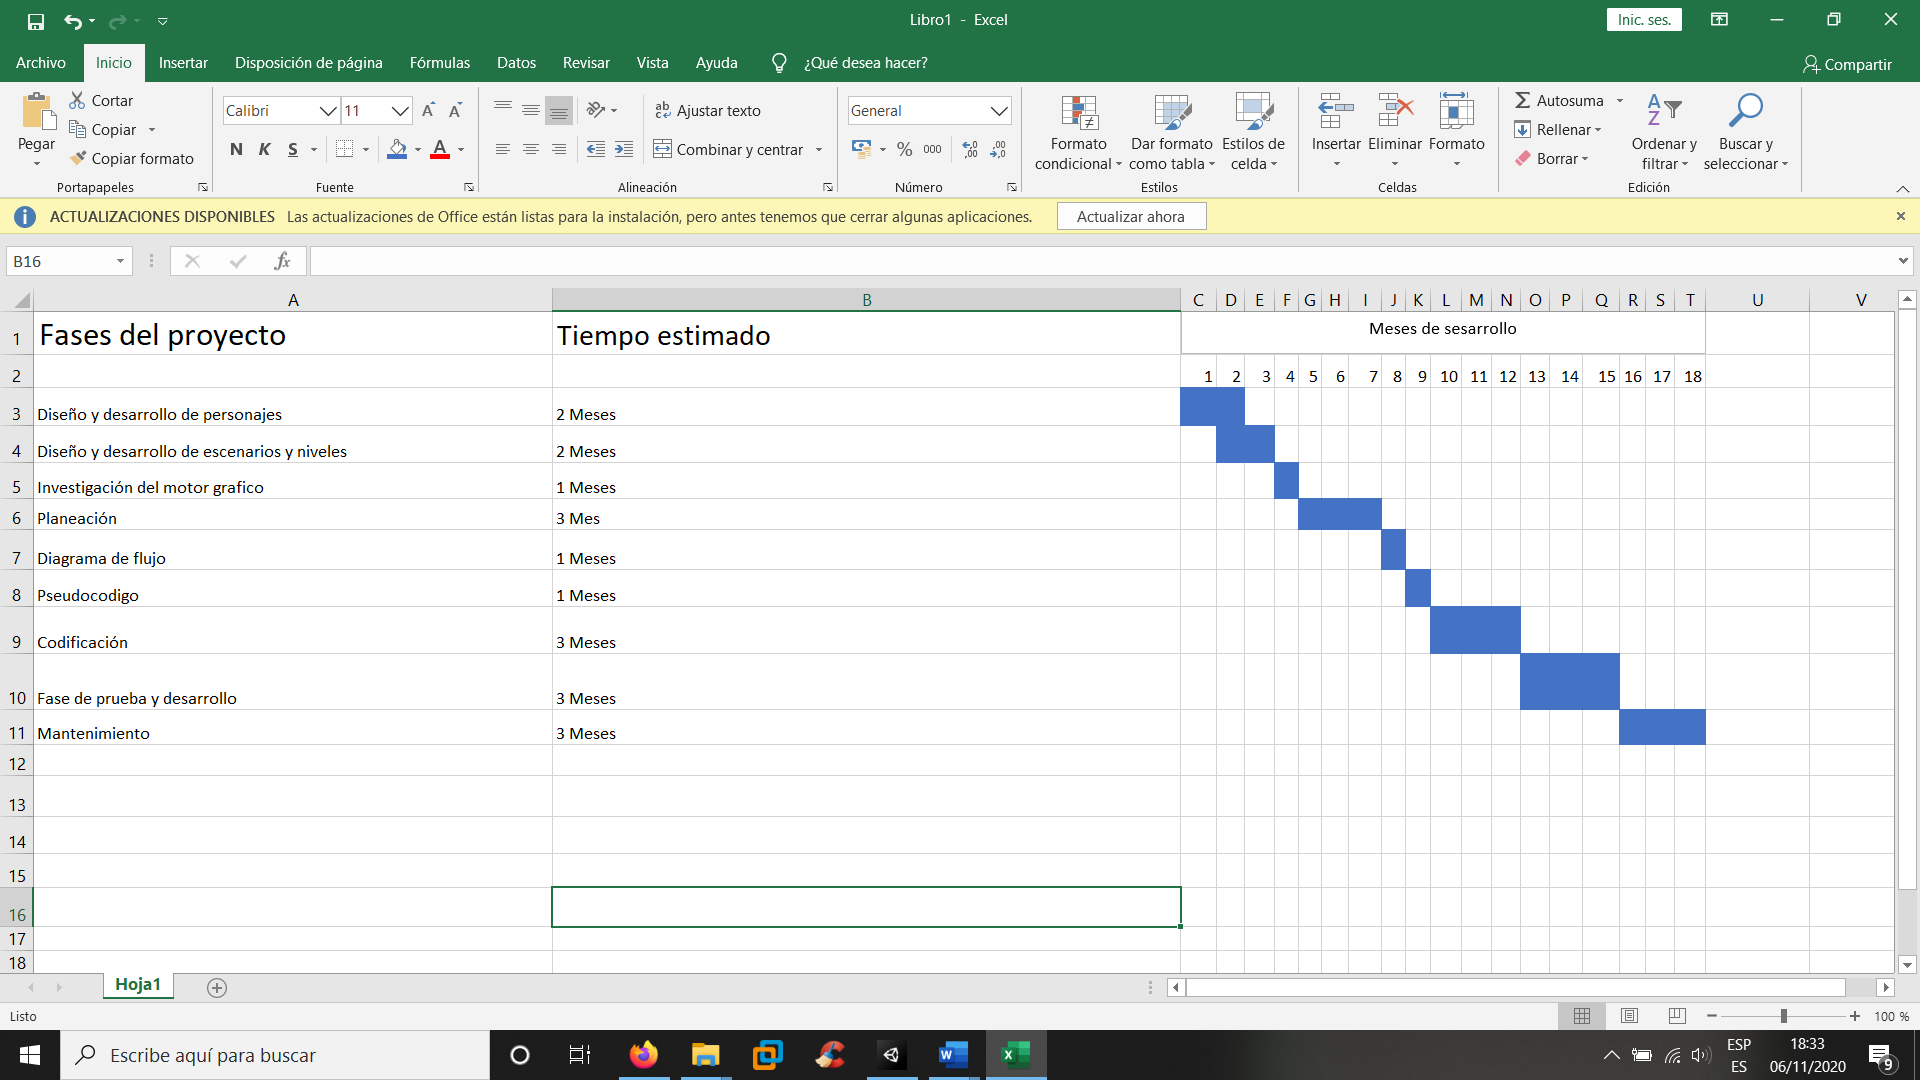 Libro1 - Excel
Inic. ses.
Archivo Inicio Insertar Disposición de página Fórmulas Datos Revisar Vista Ayuda ¿Qué desea hacer? Compartir
Pegar
Cortar
Copiar
Copiar formato
Portapapeles
Calibri 11
N K S
A
Fuente
Ajustar texto
Combinar y centrar
Alineación
General
% 000
Número
Formato condicional
Dar formato como tabla
Estilos de celda
Estilos
Insertar Eliminar Formato
Celdas
Autosuma
Rellenar
Borrar
Ordenar y filtrar
Buscar y seleccionar
Edición
ACTUALIZACIONES DISPONIBLES Las actualizaciones de Office están listas para la instalación, pero antes tenemos que cerrar algunas aplicaciones. Actualizar ahora
B16 fx
A B C D E F G H I J K L M N O P Q R S T U V
1 Fases del proyecto Tiempo estimado Meses de sesarrollo
2 1 2 3 4 5 6 7 8 9 10 11 12 13 14 15 16 17 18
3 Diseño y desarrollo de personajes 2 Meses
4 Diseño y desarrollo de escenarios y niveles 2 Meses
5 Investigación del motor grafico 1 Meses
6 Planeación 3 Mes
7 Diagrama de flujo 1 Meses
8 Pseudocodigo 1 Meses
9 Codificación 3 Meses
10 Fase de prueba y desarrollo 3 Meses
11 Mantenimiento 3 Meses
12
13
14
15
16
17
18
Hoja1
Listo 100 %
Escribe aquí para buscar
ESP
ES
18:33
06/11/2020
9